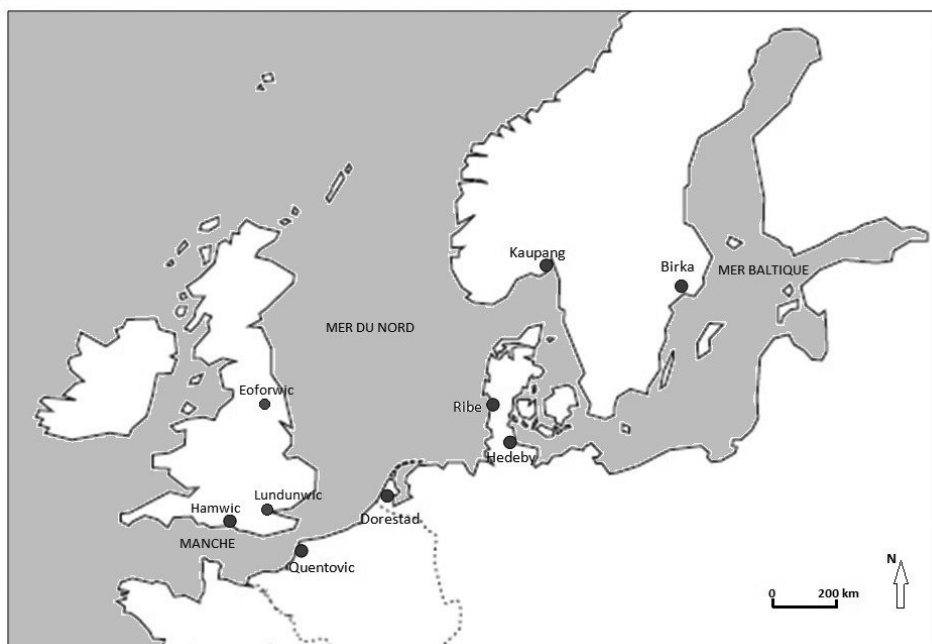 Kaupang
Birka
MER BALTIQUE
MER DU NORD
Eoforwic
Ribe
Hedeby
Lundunwic
Hamwic
Dorestad
MANCHE
Quentovic
N
0 200 km